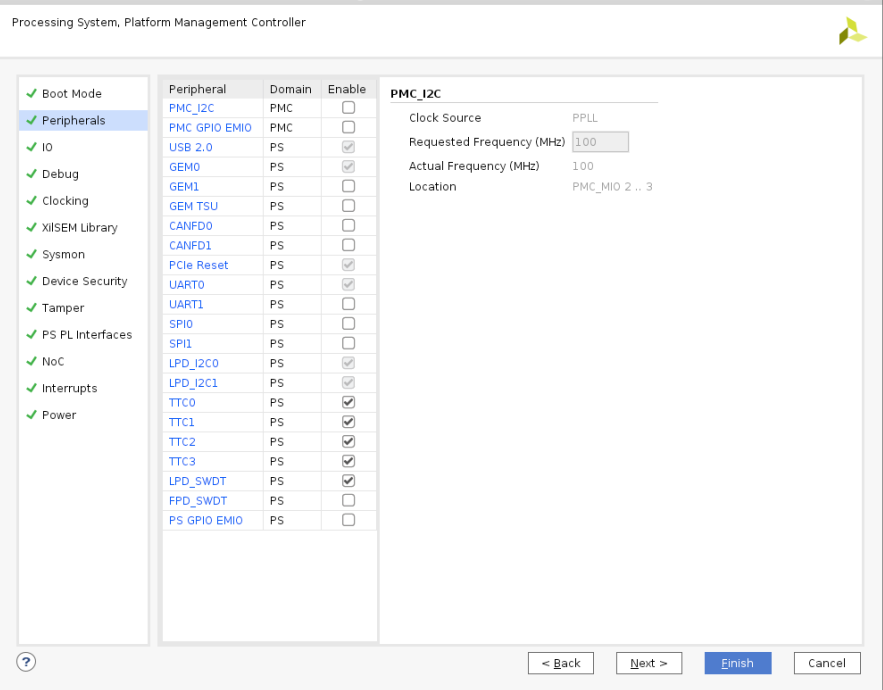 Processing System, Platform Management Controller
Boot Mode
Peripherals
IO
Debug
Clocking
XilSEM Library
Sysmon
Device Security
Tamper
PS PL Interfaces
NoC
Interrupts
Power
Peripheral Domain Enable
PMC_I2C PMC
PMC GPIO EMIO PMC
USB 2.0 PS
GEM0 PS
GEM1 PS
GEM TSU PS
CANFD0 PS
CANFD1 PS
PCIe Reset PS
UART0 PS
UART1 PS
SPI0 PS
SPI1 PS
LPD_I2C0 PS
LPD_I2C1 PS
TTC0 PS
TTC1 PS
TTC2 PS
TTC3 PS
LPD_SWDT PS
FPD_SWDT PS
PS GPIO EMIO PS
PMC_I2C
Clock Source PPLL
Requested Frequency (MHz) 100
Actual Frequency (MHz) 100
Location PMC_MIO 2 .. 3
? < Back Next > Finish Cancel